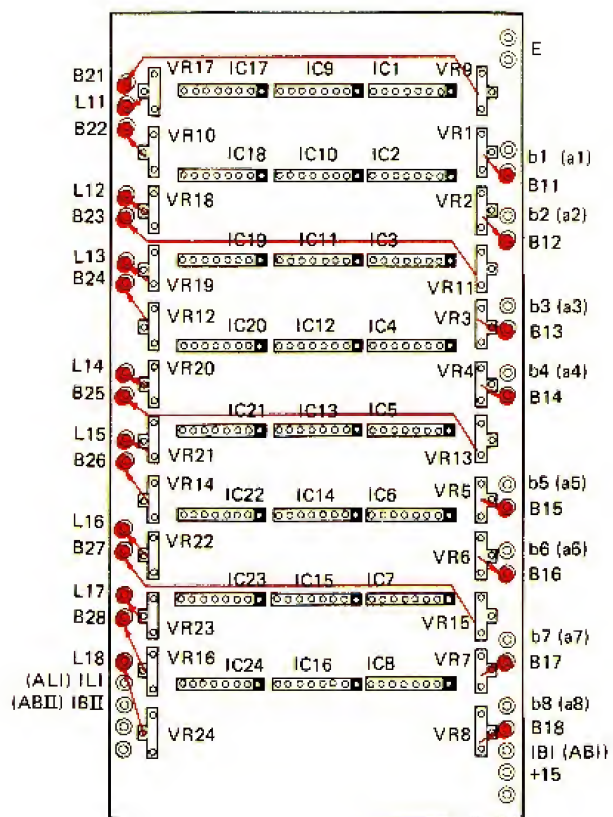 E
B21 VR17 IC17 IC9 IC1 VR9
L11
B22 VR10 VR1
b1 (a1)
IC18 IC10 IC2 B11
L12 VR18 VR2 b2 (a2)
B23
IC19 IC11 IC3 B12
L13
B24 VR19 VR11
VR12 VR3 b3 (a3)
IC20 IC12 IC4 B13
L14 VR20 VR4 b4 (a4)
B25 B14
IC21 IC13 IC5
L15
B26 VR21 VR13
VR14 VR5 b5 (a5)
IC22 IC14 IC6 B15
L16
B27 VR22 VR6 b6 (a6)
IC23 IC15 IC7 B16
L17
B28 VR23 VR15
b7 (a7)
L18 VR16 IC24 IC16 IC8 VR7 B17
(ALI) ILI
(ABII) IBII b8 (a8)
VR24 VR8 B18
IBI (ABI)
+15